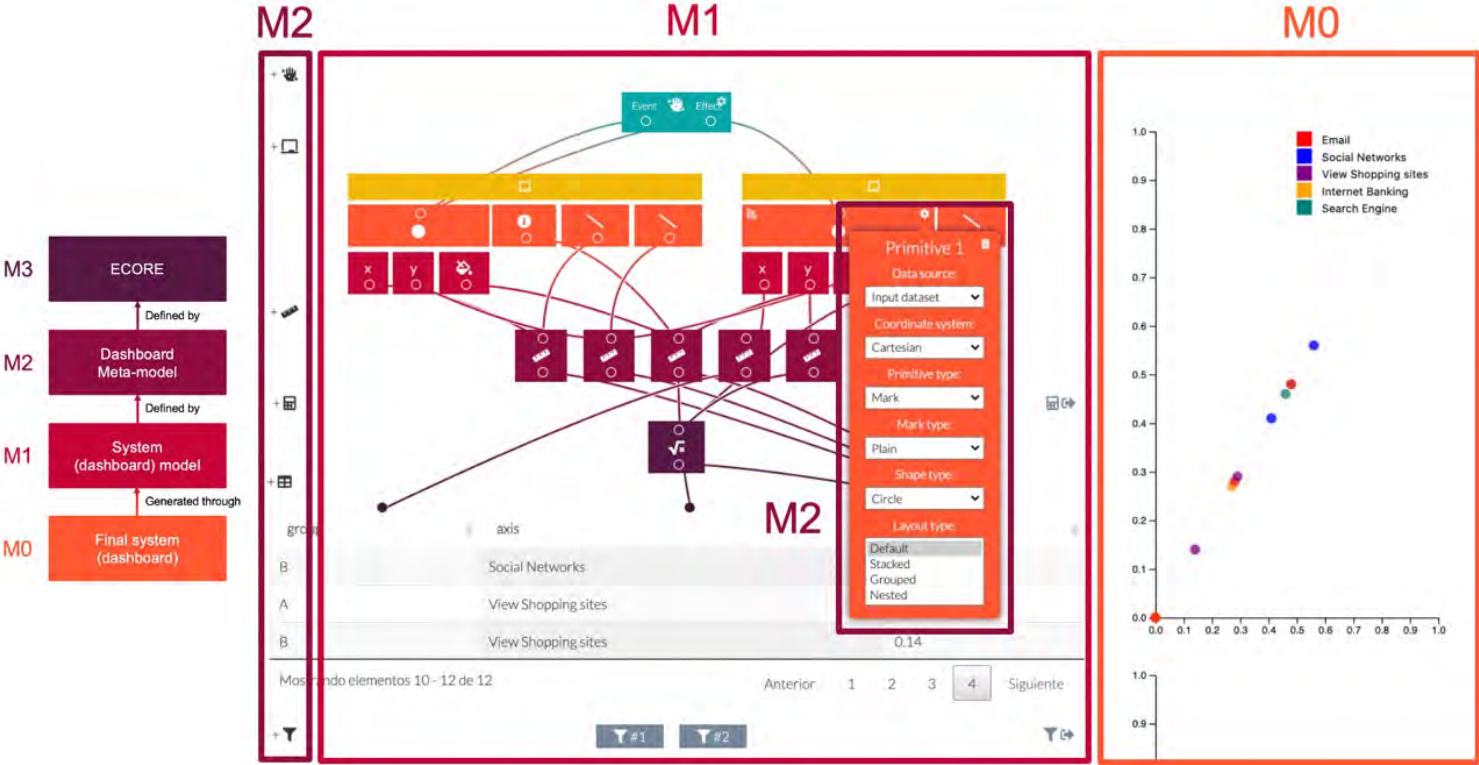 M2
M1
M0
Event
Effect
M3
ECORE
Defined by
M2
Dashboard
Meta-model
Defined by
M1
System
(dashboard) model
Generated through
M0
Final system
(dashboard)
x
y
x
y
Primitive 1
Data source:
Input dataset
Coordinate system:
Cartesian
Primitive type:
Mark
Mark type:
Plain
Shape type:
Circle
Layout type:
Default
Stacked
Grouped
Nested
M2
axis
B
Social Networks
A
View Shopping sites
B
View Shopping sites
0.14
Mostrando elementos 10 - 12 de 12
Anterior
1
2
3
4
Siguiente
#1
#2
Email
Social Networks
View Shopping sites
Internet Banking
Search Engine
1.0
0.9
0.8
0.7
0.6
0.5
0.4
0.3
0.2
0.1
0.0
0.0 0.1 0.2 0.3 0.4 0.5 0.6 0.7 0.8 0.9 1.0
1.0
0.9